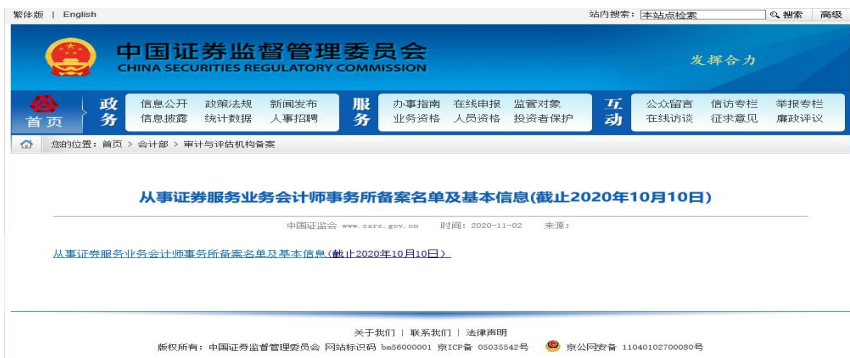 繁体版 | English 站内搜索: 本站点检索 搜索 高级
中国证券监督管理委员会
CHINA SECURITIES REGULATORY COMMISSION
发挥合力
首页
政务
信息公开 政策法规 新闻发布
信息披露 统计数据 人事招聘
服务
办事指南 在线申报 监管对象
业务资格 人员资格 投资者保护
互动
公众留言 信访专栏 举报专栏
在线访谈 征求意见 廉政评议
您的位置: 首页 > 会计部 > 审计与评估机构备案
从事证券服务业务会计师事务所备案名单及基本信息(截止2020年10月10日)
中国证监会 www.csrc.gov.cn 时间: 2020-11-02 来源:
从事证券服务业务会计师事务所备案名单及基本信息(截止2020年10月10日)
关于我们 | 联系我们 | 法律声明
版权所有: 中国证券监督管理委员会 网站标识码 bm56000001 京ICP备 05035542号 京公网安备 11040102700080号